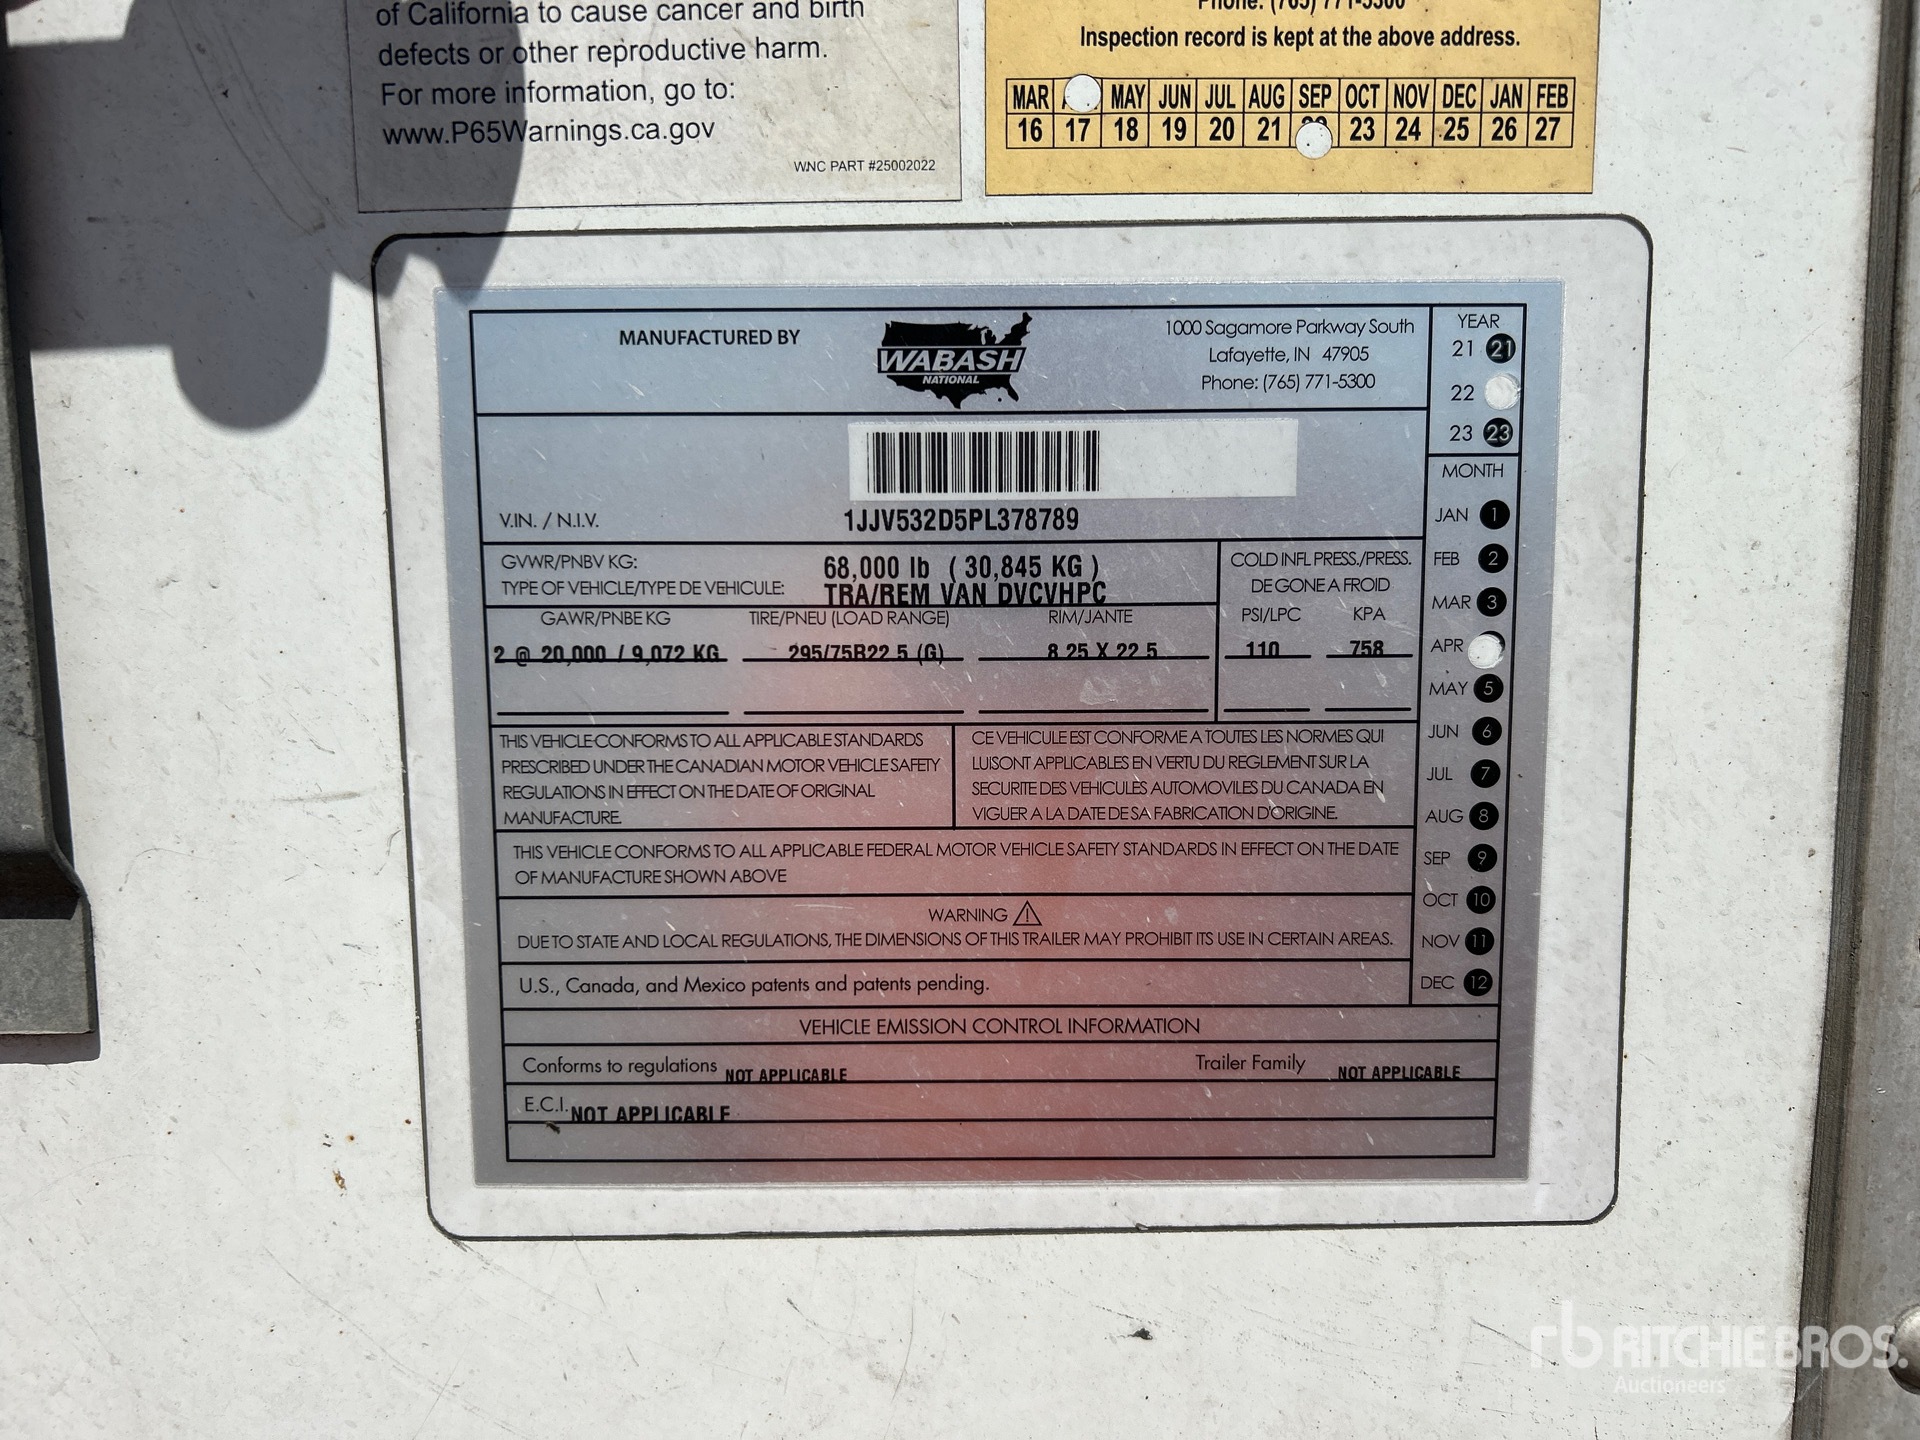 of California to cause cancer and birth
defects or other reproductive harm.
For more information, go to:
www.P65Warnings.ca.gov
WNC PART #25002022
Phone: (765) 771-5300
Inspection record is kept at the above address.
MAR MAY JUN JUL AUG SEP OCT NOV DEC JAN FEB
16 17 18 19 20 21 22 23 24 25 26 27
MANUFACTURED BY
WABASH
NATIONAL
1000 Sagamore Parkway South
Lafayette, IN 47905
Phone: (765) 771-5300
YEAR
21 21
22
23 23
V.IN. / N.I.V.
1JJV532D5PL378789
GVWR/PNBV KG: 68,000 lb ( 30,845 KG )
TYPE OF VEHICLE/TYPE DE VEHICULE: TRA/REM VAN DVCVHPC
COLD INFL PRESS./PRESS.
DE GONE A FROID
GAWR/PNBE KG TIRE/PNEU (LOAD RANGE) RIM/JANTE PSI/LPC KPA
2 @ 20,000 / 9,072 KG 295/75R22.5 (G) 8.25 X 22.5 110 758
THIS VEHICLE CONFORMS TO ALL APPLICABLE STANDARDS
PRESCRIBED UNDER THE CANADIAN MOTOR VEHICLE SAFETY
REGULATIONS IN EFFECT ON THE DATE OF ORIGINAL
MANUFACTURE.
CE VEHICULE EST CONFORME A TOUTES LES NORMES QUI
LUISONT APPLICABLES EN VERTU DU REGLEMENT SUR LA
SECURITE DES VEHICULES AUTOMOVILES DU CANADA EN
VIGUER A LA DATE DE SA FABRICATION D'ORIGINE.
THIS VEHICLE CONFORMS TO ALL APPLICABLE FEDERAL MOTOR VEHICLE SAFETY STANDARDS IN EFFECT ON THE DATE
OF MANUFACTURE SHOWN ABOVE
WARNING
DUE TO STATE AND LOCAL REGULATIONS, THE DIMENSIONS OF THIS TRAILER MAY PROHIBIT ITS USE IN CERTAIN AREAS.
U.S., Canada, and Mexico patents and patents pending.
MONTH
JAN 1
FEB 2
MAR 3
APR
MAY 5
JUN 6
JUL 7
AUG 8
SEP 9
OCT 10
NOV 11
DEC 12
VEHICLE EMISSION CONTROL INFORMATION
Conforms to regulations NOT APPLICABLE Trailer Family NOT APPLICABLE
E.C.I. NOT APPLICABLE
rb RITCHIE BROS.
Auctioneers